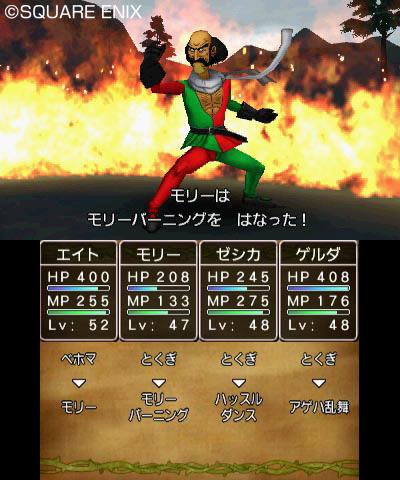 ©SQUARE ENIX
モリーは
モリーバーニングを はなった!
エイト
HP 400
MP 255
Lv: 52
モリー
HP 208
MP 133
Lv: 47
ゼシカ
HP 245
MP 275
Lv: 48
ゲルダ
HP 408
MP 176
Lv: 48
ベホマ
モリー
とくぎ
モリー
バーニング
とくぎ
ハッスル
ダンス
とくぎ
アゲハ乱舞